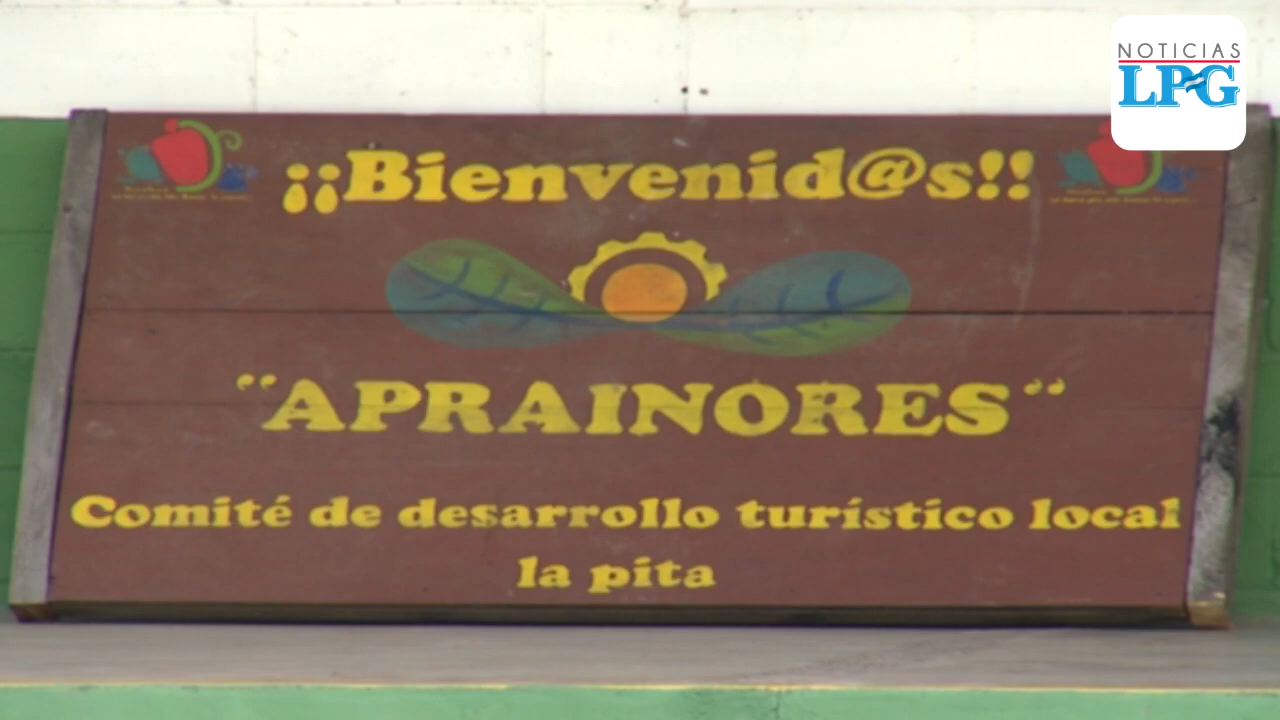 NOTICIAS
LPG
¡¡Bienvenid@s!!
"APRAINORES"
Comité de desarrollo turístico local
la pita